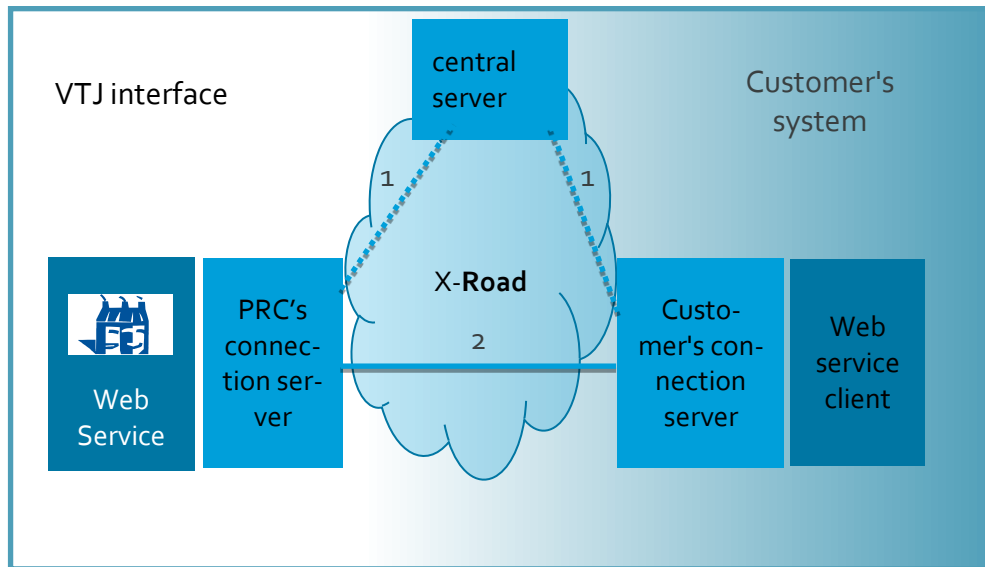 central
server
VTJ interface
Customer's
system
1
1
X-Road
2
Web
Service
PRC's
connec-
tion ser-
ver
Custo-
mer's con-
nection
server
Web
service
client